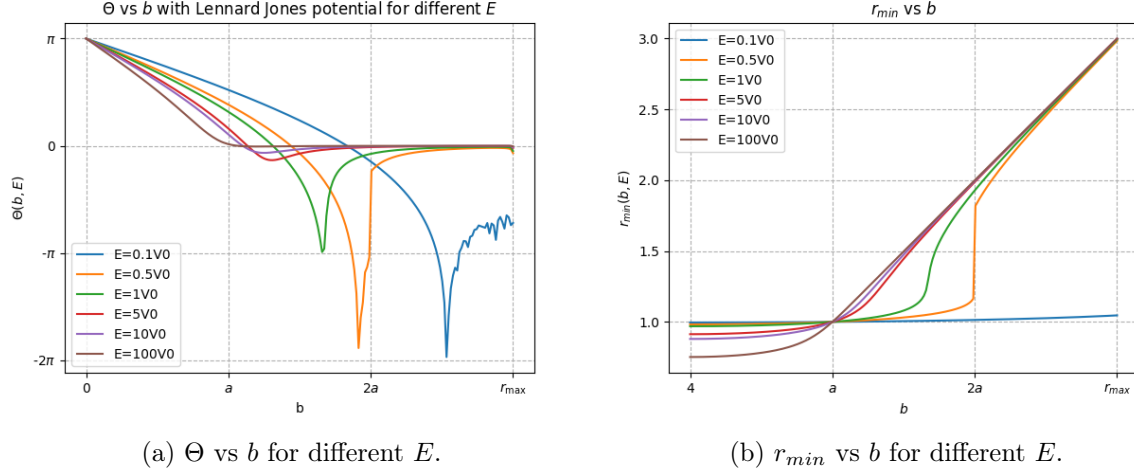 Θ vs b with Lennard Jones potential for different E
π
0
-π
-2π
Θ(b, E)
E=0.1V0
E=0.5V0
E=1V0
E=5V0
E=10V0
E=100V0
0
a
2a
r_max
b
(a) Θ vs b for different E.
r_min vs b
3.0
2.5
2.0
1.5
1.0
r_min(b, E)
E=0.1V0
E=0.5V0
E=1V0
E=5V0
E=10V0
E=100V0
4
a
2a
r_max
b
(b) r_min vs b for different E.